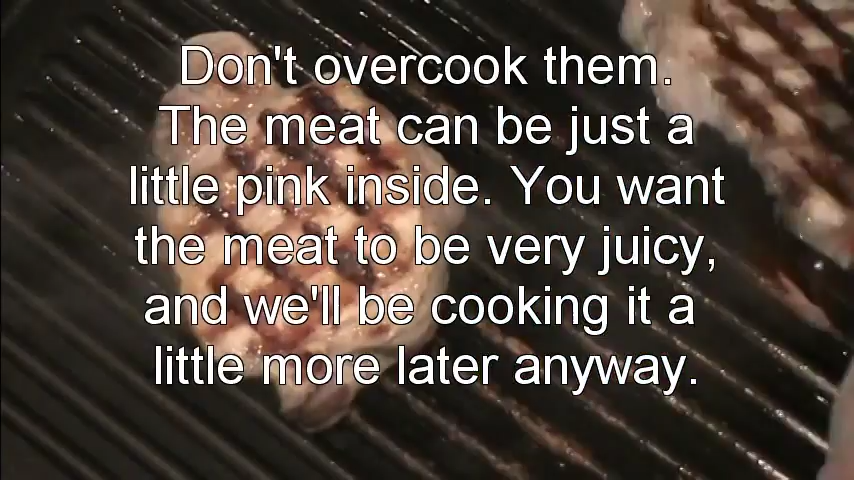 Don't overcook them.
The meat can be just a
little pink inside. You want
the meat to be very juicy,
and we'll be cooking it a
little more later anyway.